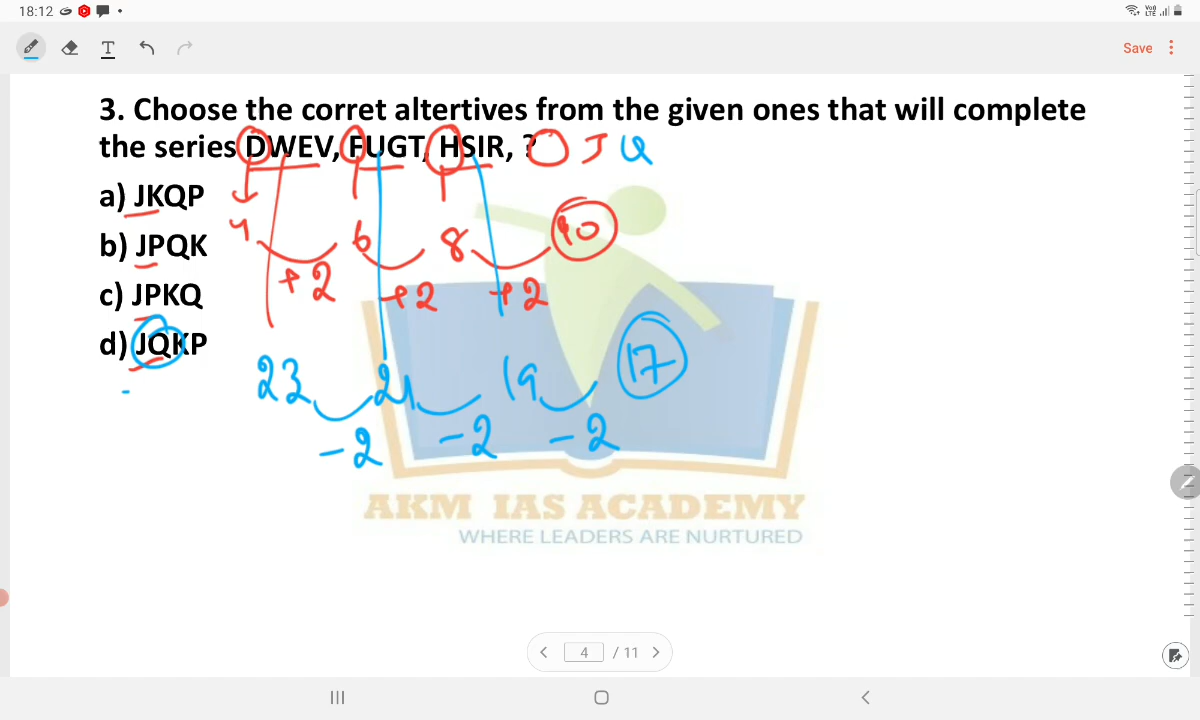 18:12
Save
3. Choose the corret altertives from the given ones that will complete
the series DWEV, FUGT, HSIR, ? J Q
a) JKQP
b) JPQK
c) JPKQ
d) JQKP
4 6 8 10
+2 +2 +2
23 21 19 17
-2 -2 -2
AKM IAS ACADEMY
WHERE LEADERS ARE NURTURED
4 / 11